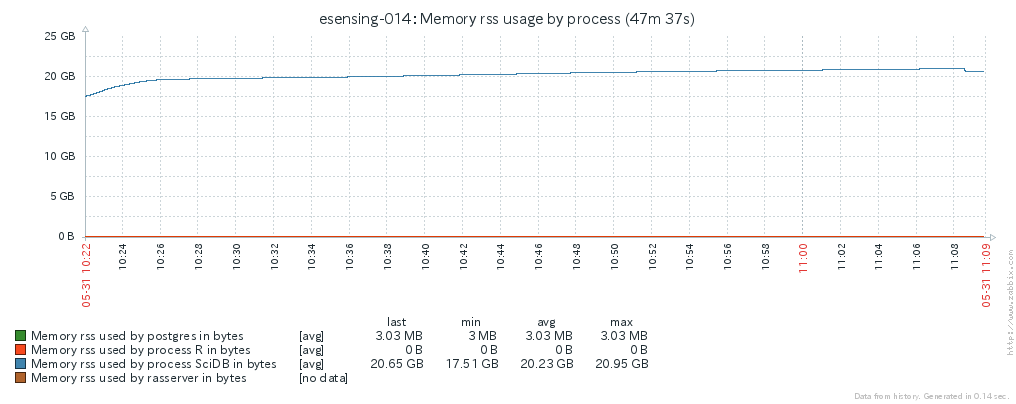 esensing-014: Memory rss usage by process (47m 37s)
25 GB
20 GB
15 GB
10 GB
5 GB
0 B
05-31 10:22
10:24
10:26
10:28
10:30
10:32
10:34
10:36
10:38
10:40
10:42
10:44
10:46
10:48
10:50
10:52
10:54
10:56
10:58
11:00
11:02
11:04
11:06
11:08
05-31 11:09
last min avg max
Memory rss used by postgres in bytes [avg] 3.03 MB 3 MB 3.03 MB 3.03 MB
Memory rss used by process R in bytes [avg] 0 B 0 B 0 B 0 B
Memory rss used by process SciDB in bytes [avg] 20.65 GB 17.51 GB 20.23 GB 20.95 GB
Memory rss used by rasserver in bytes [no data]
http://www.zabbix.com
Data from history. Generated in 0.14 sec.